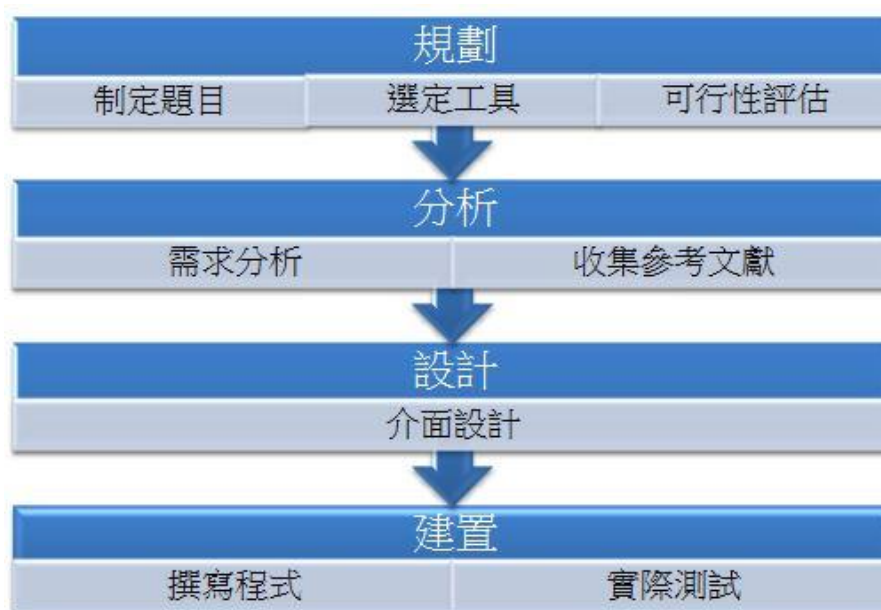 規劃
制定題目 選定工具 可行性評估
分析
需求分析 收集參考文獻
設計
介面設計
建置
撰寫程式 實際測試